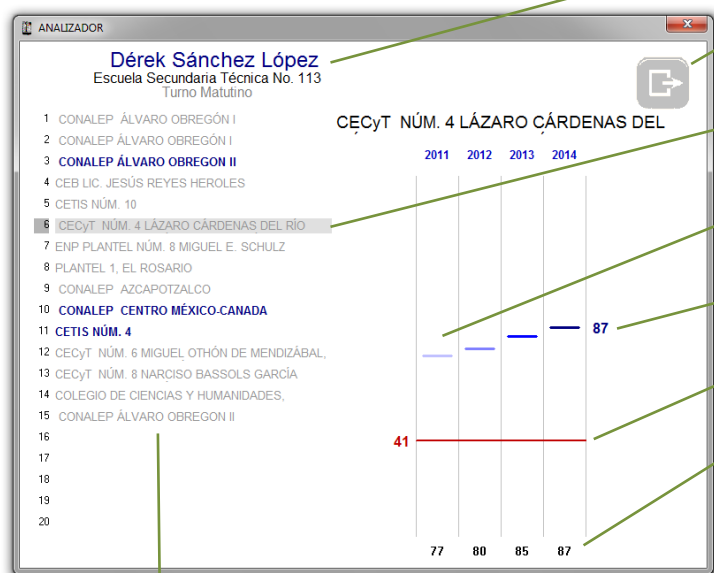 ANALIZADOR
Dérek Sánchez López
Escuela Secundaria Técnica No. 113
Turno Matutino
1 CONALEP ÁLVARO OBREGÓN I
2 CONALEP ÁLVARO OBREGÓN I
3 CONALEP ÁLVARO OBREGON II
4 CEB LIC. JESÚS REYES HEROLES
5 CETIS NÚM. 10
6 CECyT NÚM. 4 LÁZARO CÁRDENAS DEL RÍO
7 ENP PLANTEL NÚM. 8 MIGUEL E. SCHULZ
8 PLANTEL 1, EL ROSARIO
9 CONALEP AZCAPOTZALCO
10 CONALEP CENTRO MÉXICO-CANADA
11 CETIS NÚM. 4
12 CECyT NÚM. 6 MIGUEL OTHÓN DE MENDIZÁBAL,
13 CECyT NÚM. 8 NARCISO BASSOLS GARCÍA
14 COLEGIO DE CIENCIAS Y HUMANIDADES,
15 CONALEP ÁLVARO OBREGON II
16
17
18
19
20
CECyT NÚM. 4 LÁZARO CÁRDENAS DEL
2011 2012 2013 2014
87
41
77 80 85 87